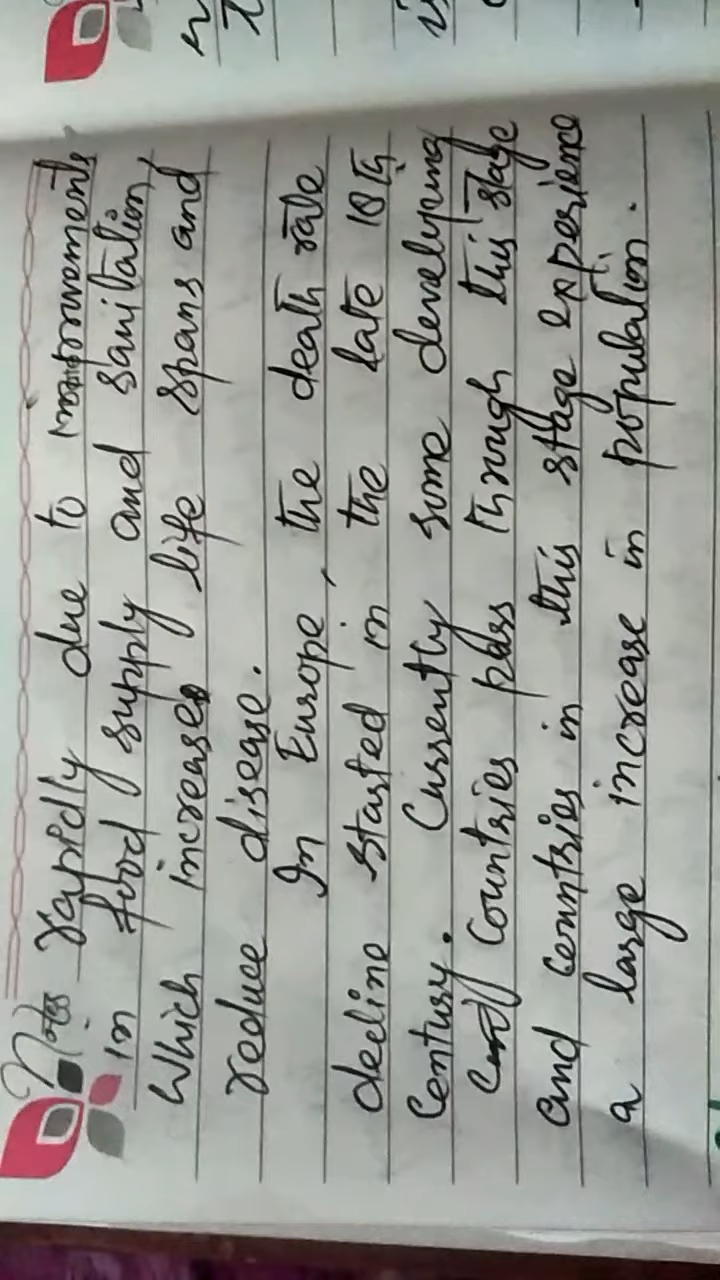 Notes
rapidly due to improvements
in food supply and sanitation,
which increases life spans and
reduce disease.
In Europe, the death rate
decline started in the late 18th
Century. Currently some developing
countries pass through this stage
and countries in this stage experience
a large increase in population.